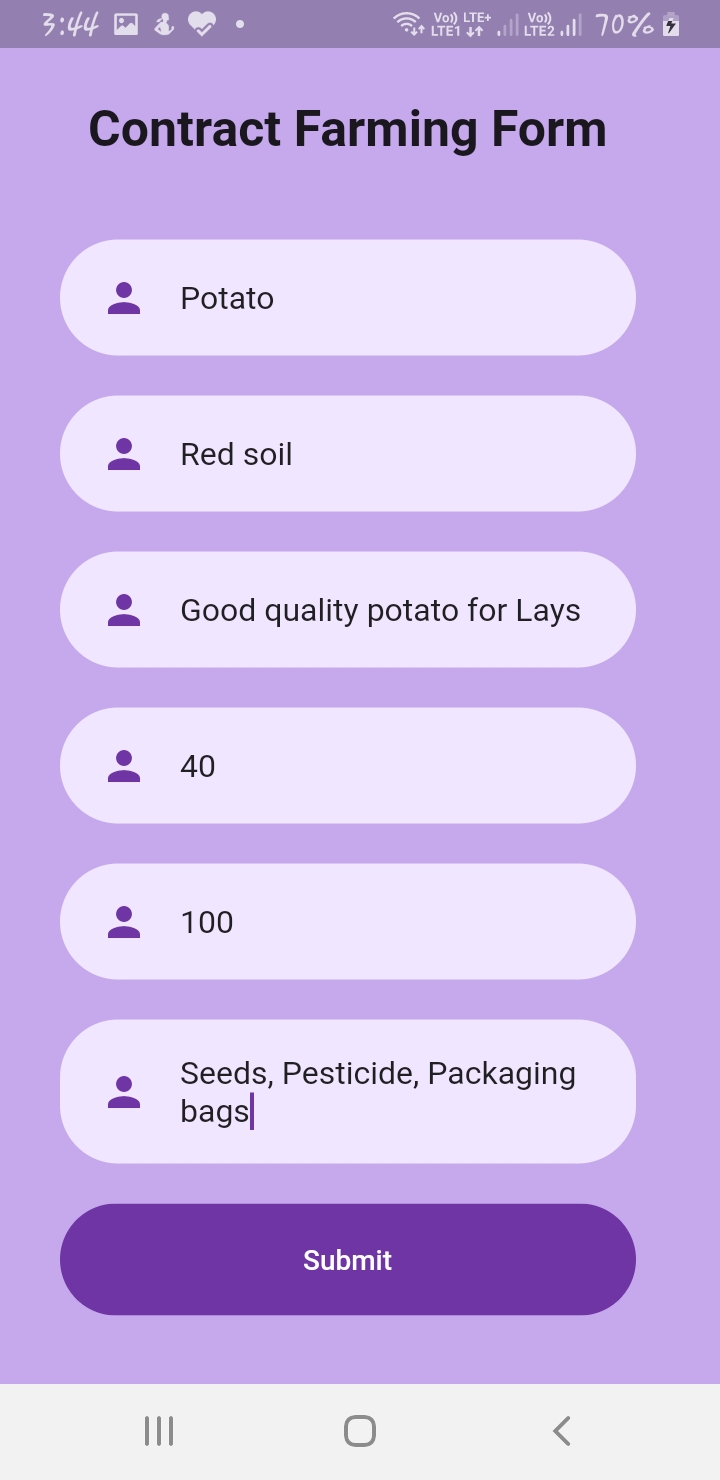 3:44
Vo)) LTE+ Vo)) 70%
LTE1 LTE2
Contract Farming Form
Potato
Red soil
Good quality potato for Lays
40
100
Seeds, Pesticide, Packaging
bags
Submit